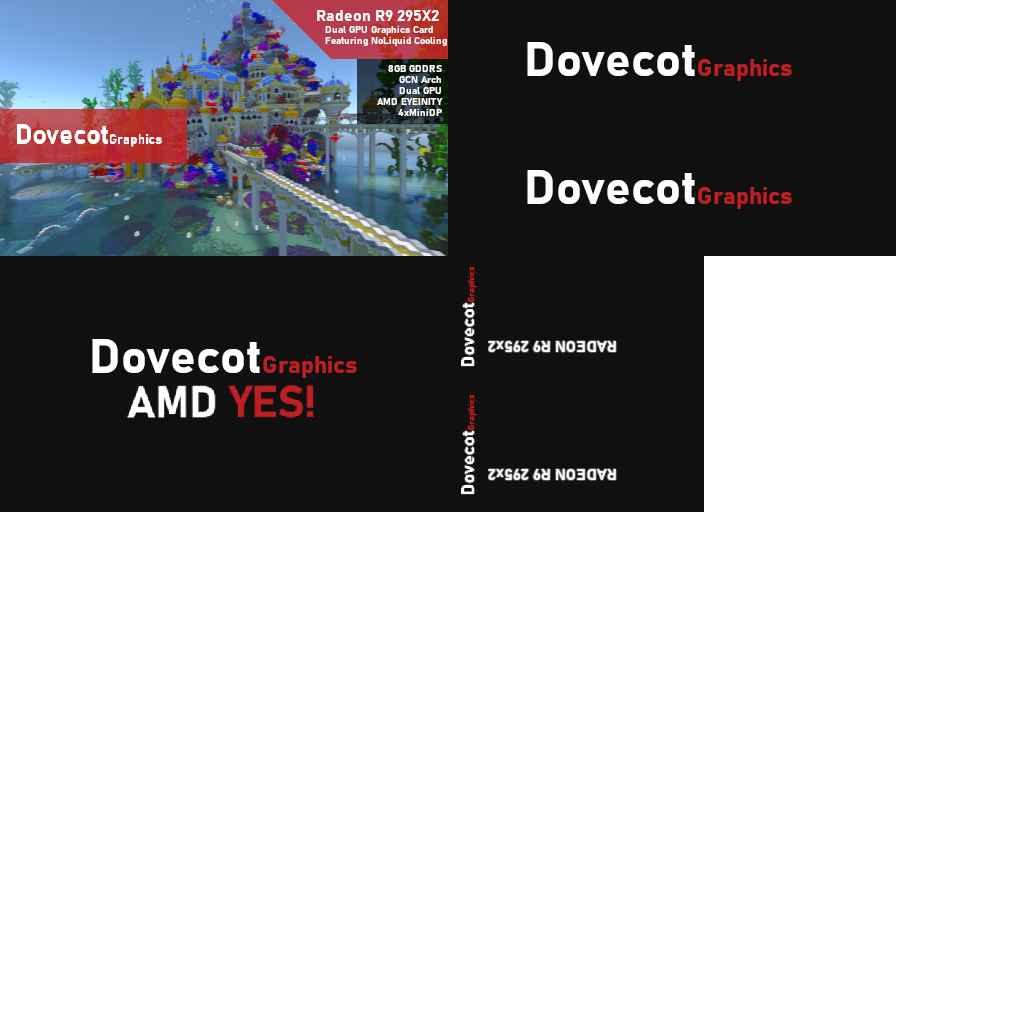 Radeon R9 295X2
Dual GPU Graphics Card
Featuring NoLiquid Cooling
8GB GDDRS
GCN Arch
Dual GPU
AMD EYEINITY
4xMiniDP
DovecotGraphics
DovecotGraphics
DovecotGraphics
DovecotGraphics
AMD YES!
DovecotGraphics
RADEON R9 295x2
DovecotGraphics
RADEON R9 295x2